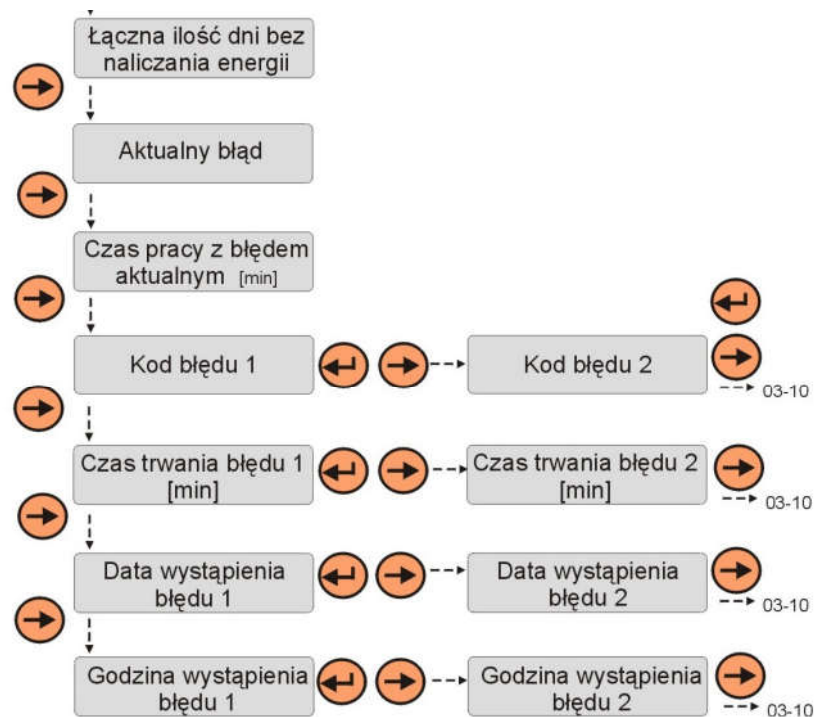 Łączna ilość dni bez
naliczania energii
Aktualny błąd
Czas pracy z błędem
aktualnym [min]
Kod błędu 1
Kod błędu 2
03-10
Czas trwania błędu 1
[min]
Czas trwania błędu 2
[min]
03-10
Data wystąpienia
błędu 1
Data wystąpienia
błędu 2
03-10
Godzina wystąpienia
błędu 1
Godzina wystąpienia
błędu 2
03-10